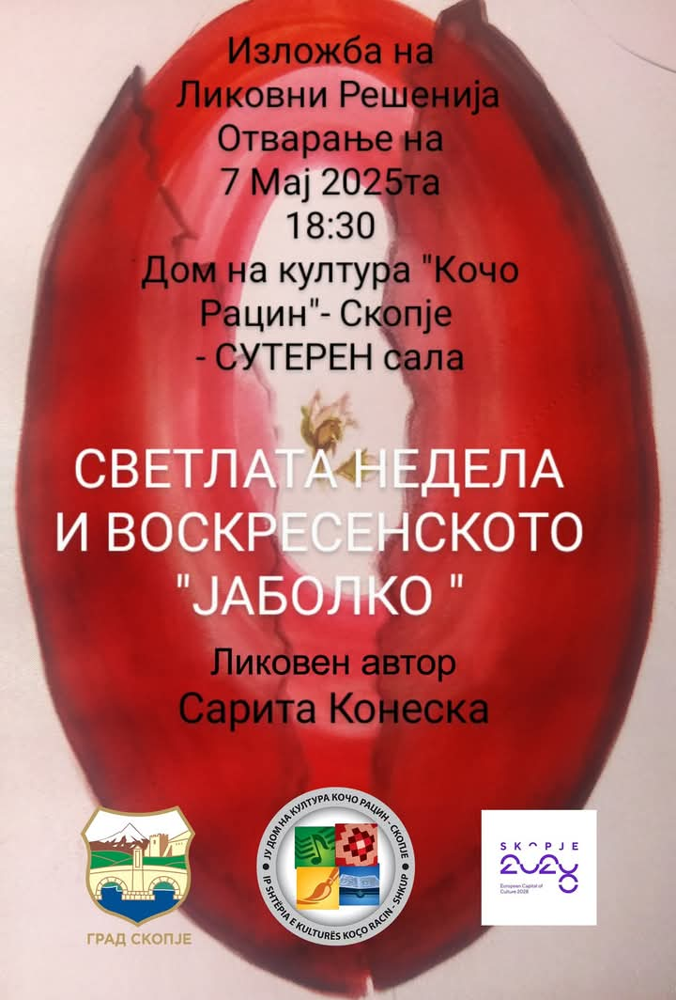 Изложба на
Ликовни Решенија
Отварање на
7 Мај 2025та
18:30
Дом на култура "Кочо
Рацин"- Скопје
- СУТЕРЕН сала
СВЕТЛАТА НЕДЕЛА
И ВОСКРЕСЕНСКОТО
"ЈАБОЛКО "
Ликовен автор
Сарита Конеска
ГРАД СКОПЈЕ
ЈУ ДОМ НА КУЛТУРА КОЧО РАЦИН - СКОПЈЕ
IP SHTËPIA E KULTURËS KOÇO RACIN - SHKUP
SKOPJE
2028
European Capital of
Culture 2028